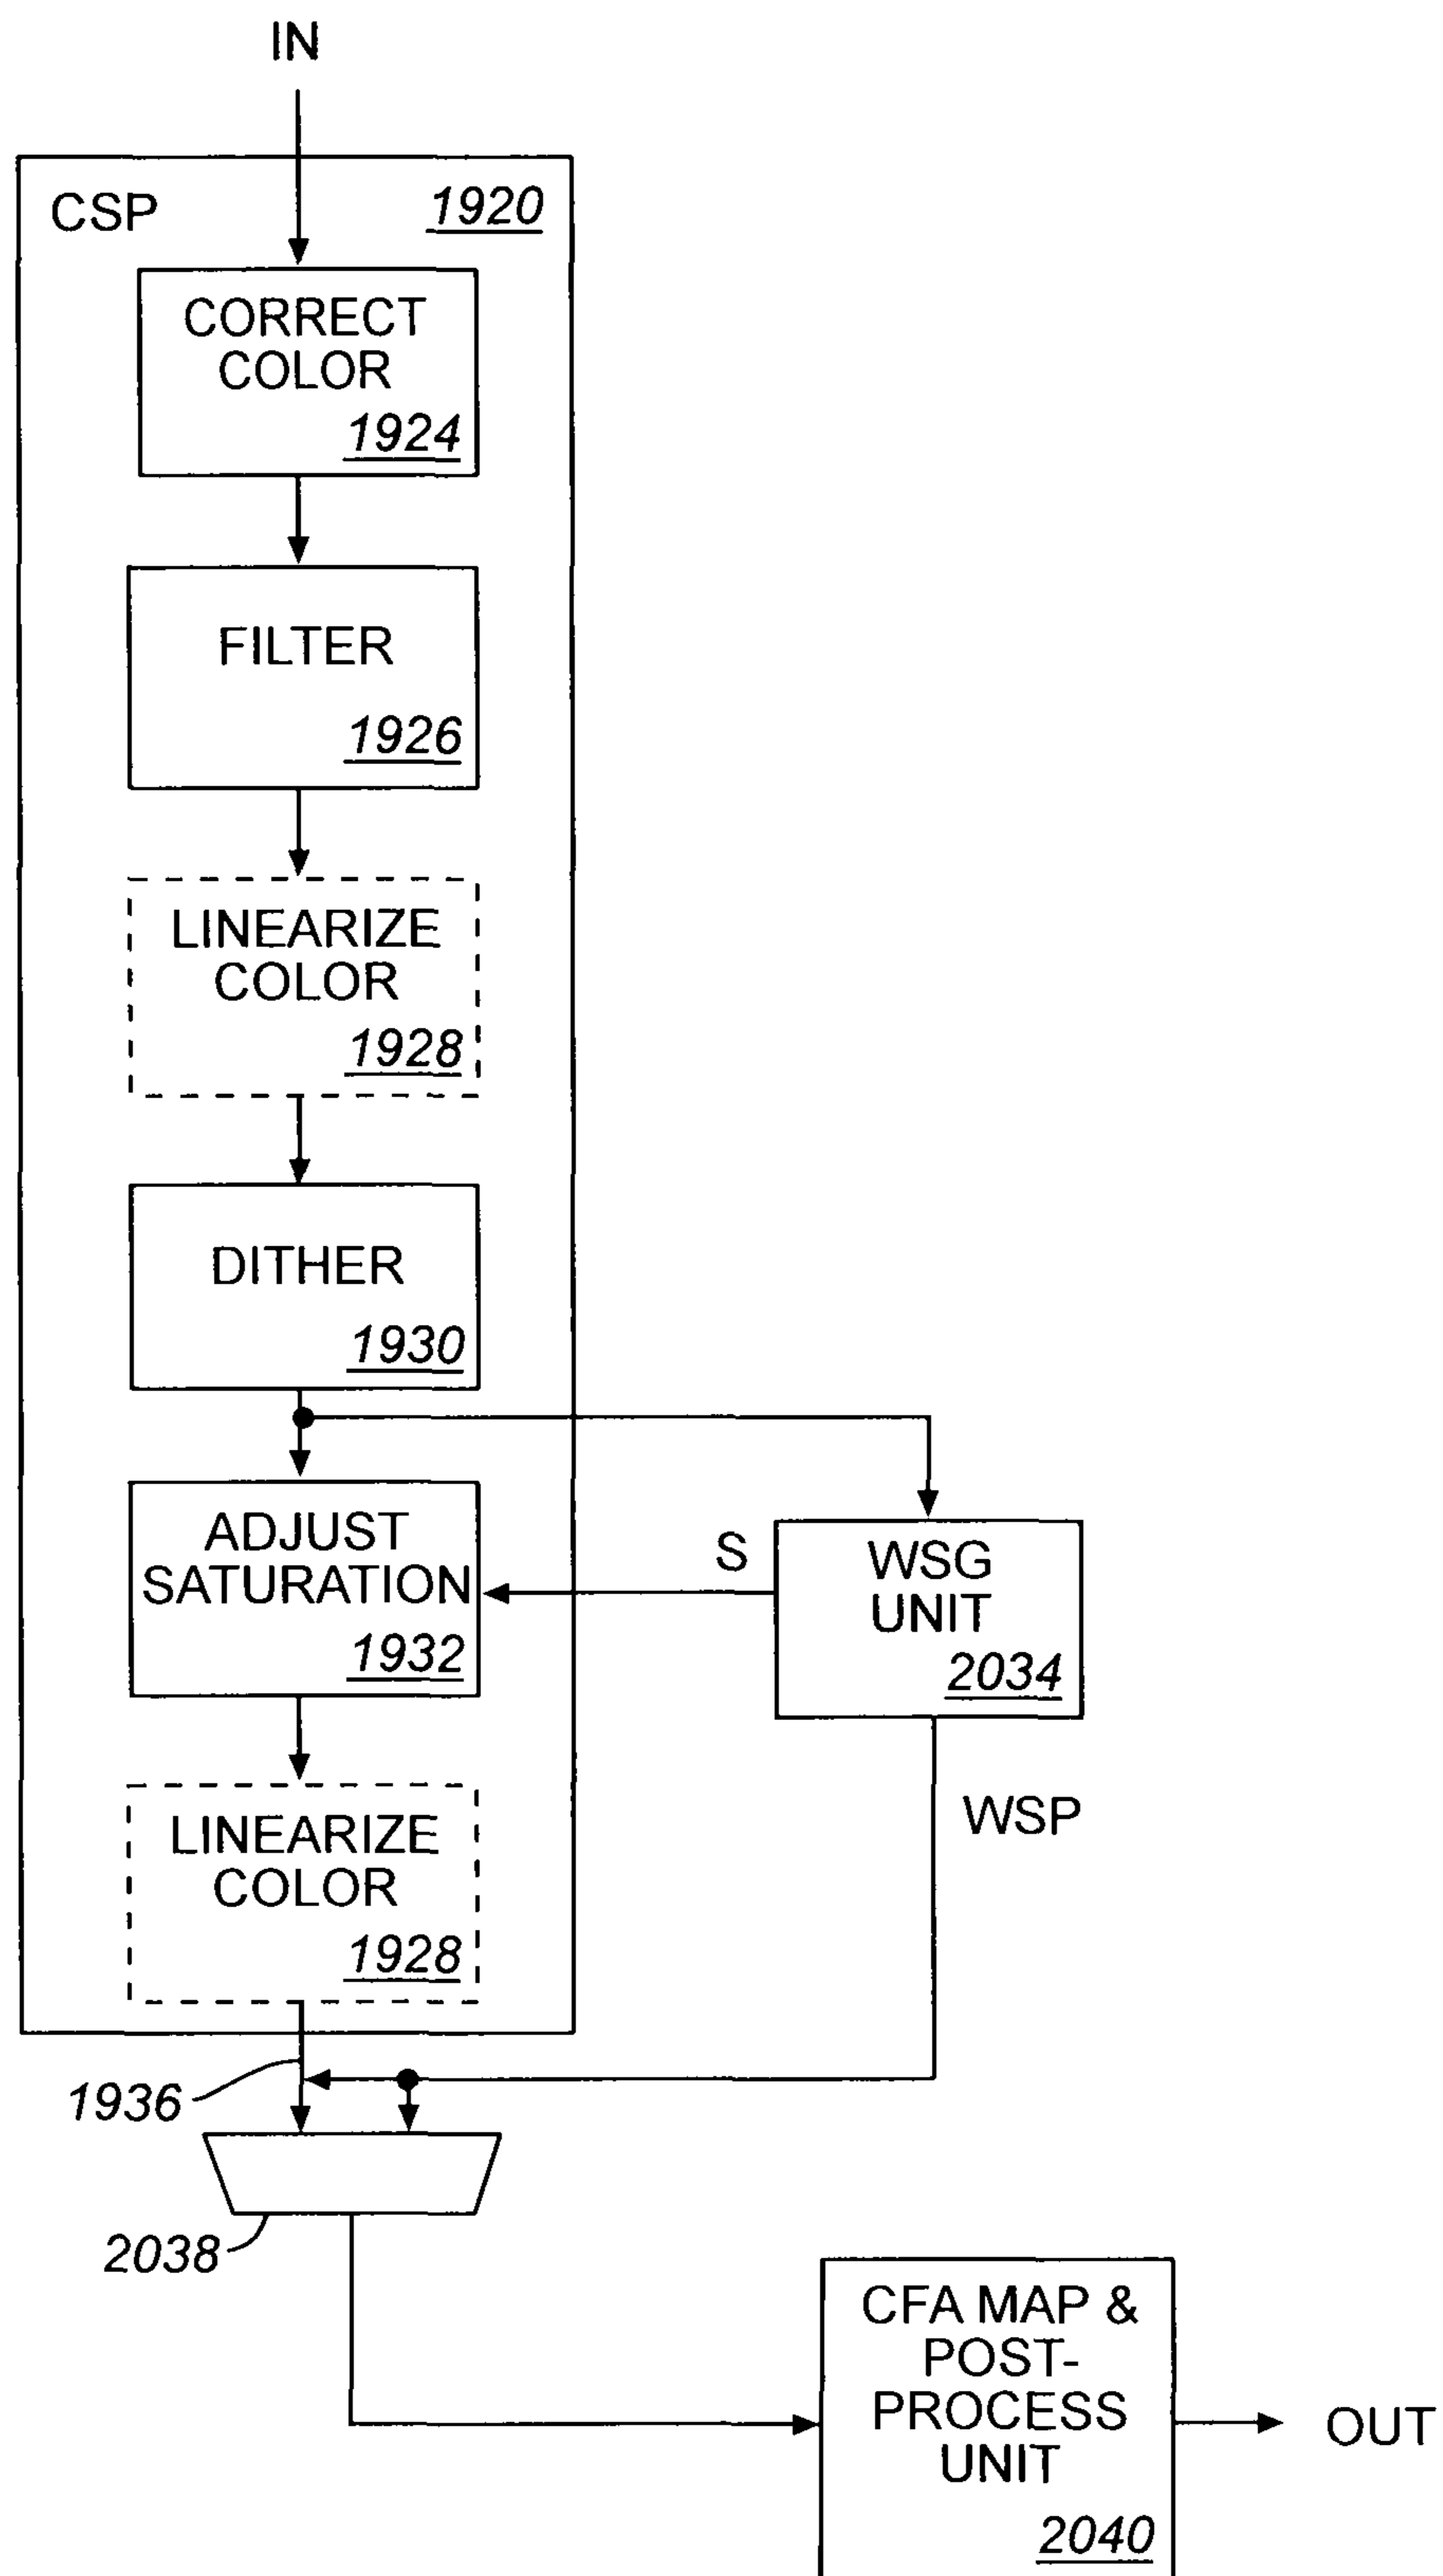 IN
CSP 1920
CORRECT
COLOR
1924
FILTER
1926
LINEARIZE
COLOR
1928
DITHER
1930
ADJUST
SATURATION
1932
S
WSG
UNIT
2034
LINEARIZE
COLOR
1928
WSP
1936
2038
CFA MAP &
POST-
PROCESS
UNIT
2040
OUT